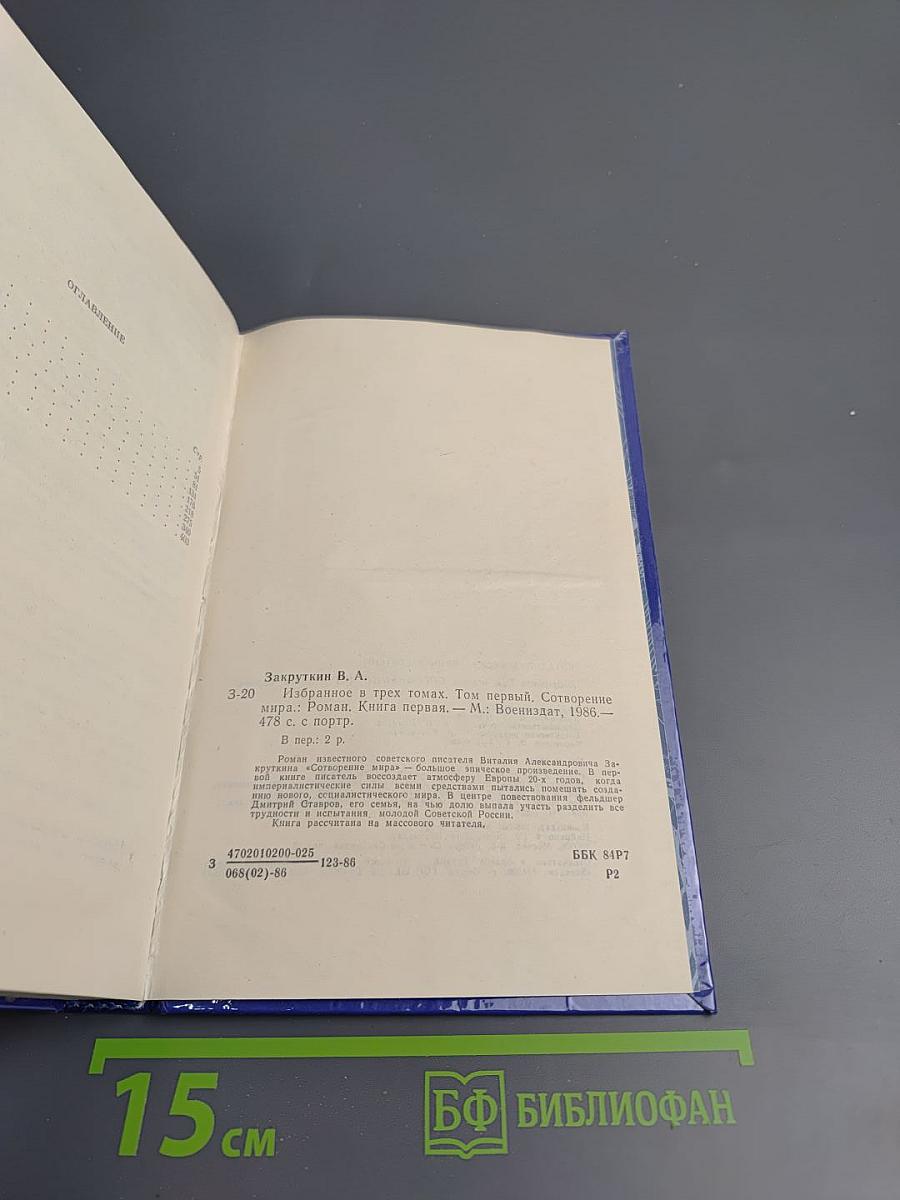 ОГЛАВЛЕНИЕ
Закруткин В. А.
З-20 Избранное в трех томах. Том первый. Сотворение
мира.: Роман. Книга первая. — М.: Воениздат, 1986.—
478 с. с портр.
В пер.: 2 р.
Роман известного советского писателя Виталия Александровича За-
круткина «Сотворение мира» — большое эпическое произведение. В пер-
вой книге писатель воссоздает атмосферу Европы 20-х годов, когда
империалистические силы всеми средствами пытались помешать созда-
нию нового, социалистического мира. В центре повествования фельдшер
Дмитрий Ставров, его семья, на чью долю выпала участь разделить все
трудности и испытания молодой Советской России.
Книга рассчитана на массового читателя.
З 4702010200-025 123-86
068(02)-86
ББК 84Р7
Р2
15 см
БФ БИБЛИОФАН